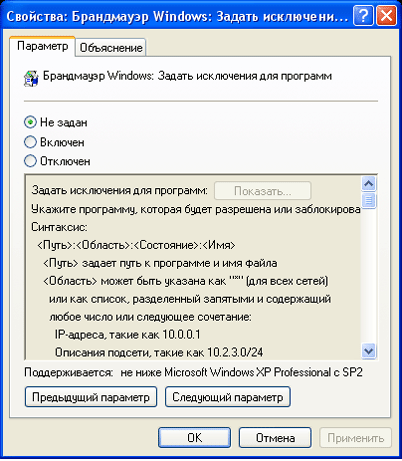 Свойства: Брандмауэр Windows: Задать исключени...
Параметр Объяснение
Брандмауэр Windows: Задать исключения для программ
Не задан
Включен
Отключен
Задать исключения для программ: Показать...
Укажите программу, которая будет разрешена или заблокирова
Синтаксис:
<Путь>:<Область>:<Состояние>:<Имя>
<Путь> задает путь к программе и имя файла
<Область> может быть указана как "*" (для всех сетей)
или как список, разделенный запятыми и содержащий
любое число или следующее сочетание:
IP-адреса, такие как 10.0.0.1
Описания подсети, такие как 10.2.3.0/24
Поддерживается: не ниже Microsoft Windows XP Professional с SP2
Предыдущий параметр Следующий параметр
OK Отмена Применить